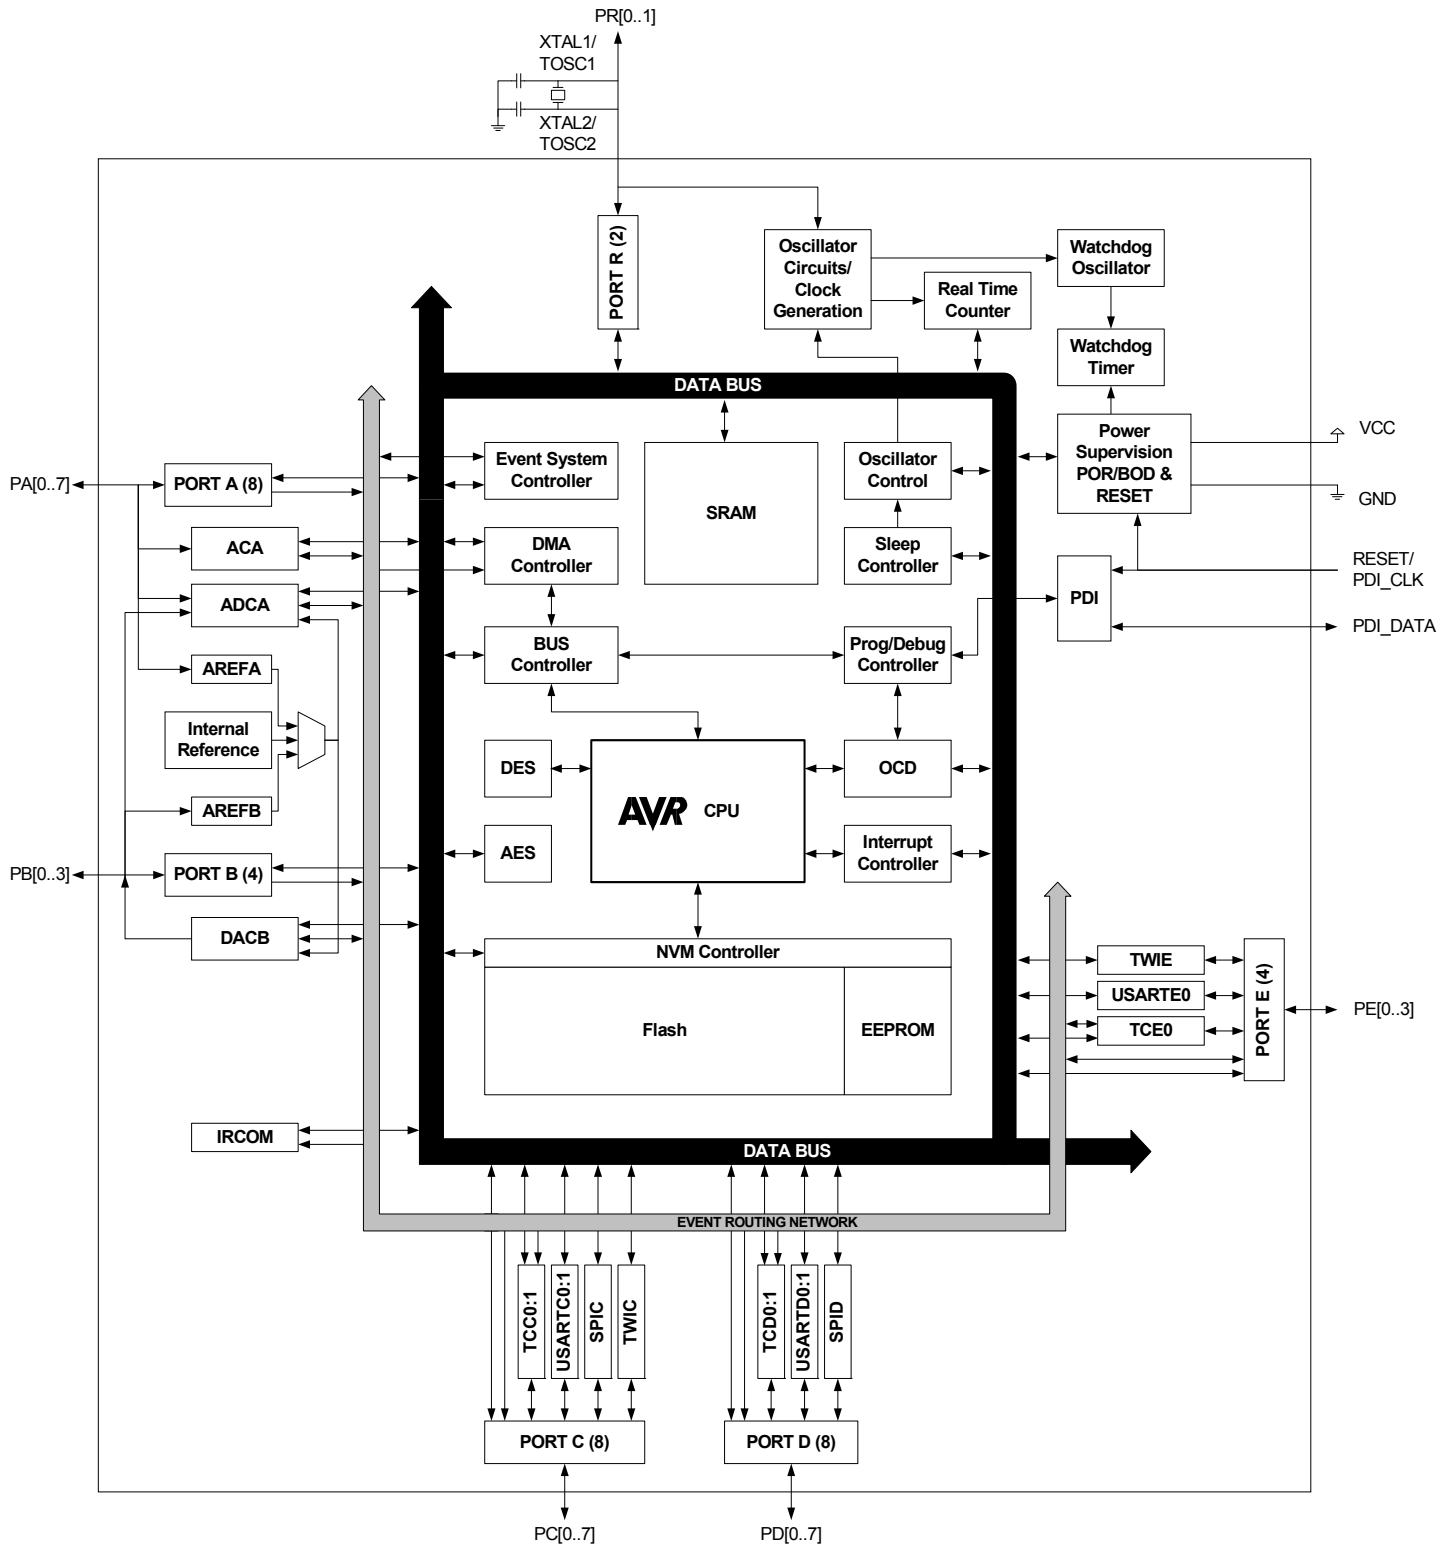 PR[0..1]
XTAL1/
TOSC1
XTAL2/
TOSC2
PORT R (2)
Oscillator
Circuits/
Clock
Generation
Watchdog
Oscillator
Real Time
Counter
Watchdog
Timer
DATA BUS
Power
Supervision
POR/BOD &
RESET
VCC
GND
Event System
Controller
SRAM
Oscillator
Control
PA[0..7]
PORT A (8)
ACA
DMA
Controller
Sleep
Controller
RESET/
PDI_CLK
PDI
PDI_DATA
ADCA
BUS
Controller
Prog/Debug
Controller
AREFA
Internal
Reference
DES
AVR
CPU
OCD
AREFB
AES
Interrupt
Controller
PB[0..3]
PORT B (4)
DACB
NVM Controller
Flash
EEPROM
TWIE
USARTE0
TCE0
PORT E (4)
PE[0..3]
IRCOM
DATA BUS
EVENT ROUTING NETWORK
TCC0:1
USARTC0:1
SPIC
TWIC
TCD0:1
USARTD0:1
SPID
PORT C (8)
PORT D (8)
PC[0..7]
PD[0..7]